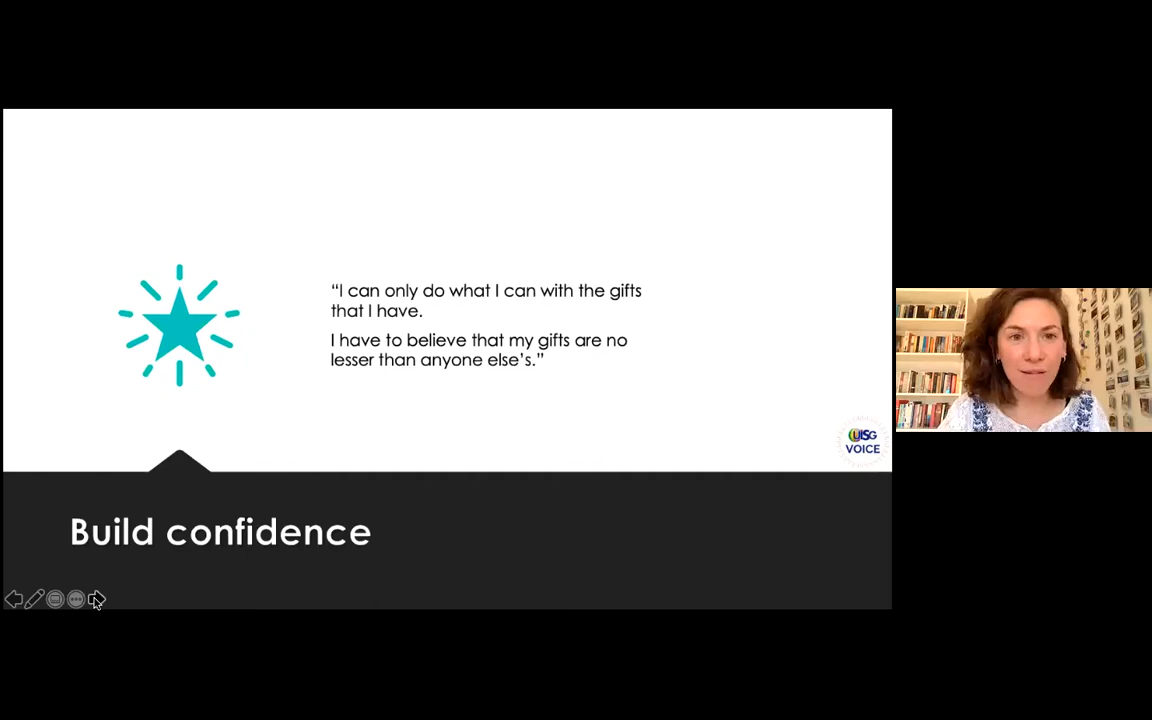 “I can only do what I can with the gifts
that I have.
I have to believe that my gifts are no
lesser than anyone else’s.”
UISG
VOICE
Build confidence